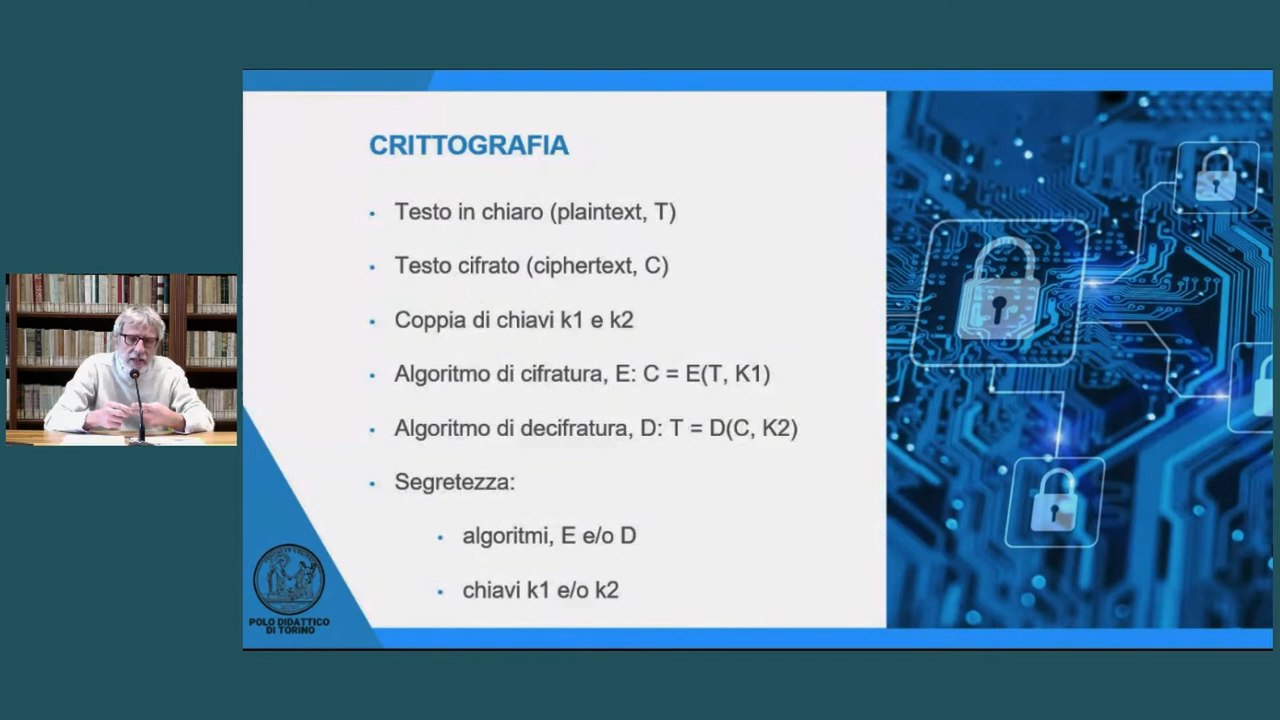 CRITTOGRAFIA
• Testo in chiaro (plaintext, T)
• Testo cifrato (ciphertext, C)
• Coppia di chiavi k1 e k2
• Algoritmo di cifratura, E: C = E(T, K1)
• Algoritmo di decifratura, D: T = D(C, K2)
• Segretezza:
• algoritmi, E e/o D
• chiavi k1 e/o k2
POLO DIDATTICO
DI TORINO